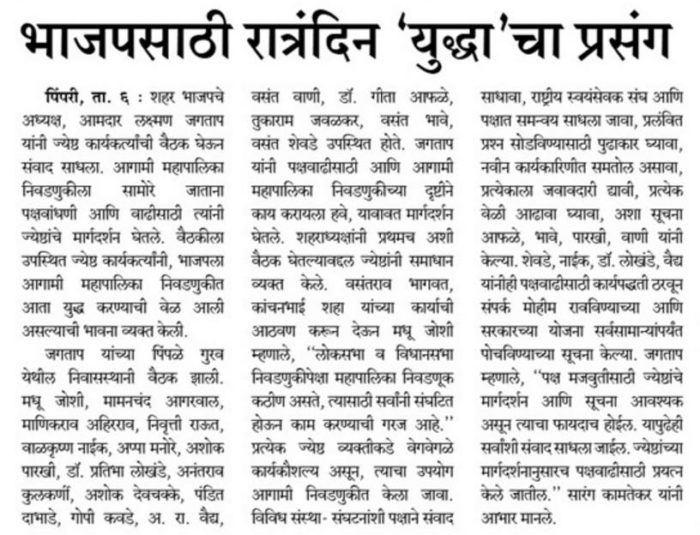 भाजपसाठी रात्रंदिन ‘युद्धा’चा प्रसंग
पिंपरी, ता. ६ : शहर भाजपचे
अध्यक्ष, आमदार लक्ष्मण जगताप
यांनी ज्येष्ठ कार्यकर्त्यांची बैठक घेऊन
संवाद साधला. आगामी महापालिका
निवडणुकीला सामोरे जाताना
पक्षबांधणी आणि वाढीसाठी त्यांनी
ज्येष्ठांचे मार्गदर्शन घेतले. बैठकीला
उपस्थित ज्येष्ठ कार्यकर्त्यांनी, भाजपला
आगामी महापालिका निवडणुकीत
आता युद्ध करण्याची वेळ आली
असल्याची भावना व्यक्त केली.
जगताप यांच्या पिंपळे गुरव
येथील निवासस्थानी बैठक झाली.
मधू जोशी, मामनचंद आगरवाल,
माणिकराव अहिरराव, निवृत्ती राऊत,
वाळकृष्ण नाईक, अप्पा मनोरे, अशोक
पारखी, डॉ. प्रतिभा लोखंडे, अनंतराव
कुलकर्णी, अशोक देवचक्के, पंडित
दाभाडे, गोपी कवडे, अ. रा. वैद्य,
वसंत वाणी, डॉ. गीता आफळे,
तुकाराम जवळकर, वसंत भावे,
वसंत शेवडे उपस्थित होते. जगताप
यांनी पक्षवाढीसाठी आणि आगामी
महापालिका निवडणुकीच्या दृष्टीने
काय करायला हवे, यावावत मार्गदर्शन
घेतले. शहराध्यक्षांनी प्रथमच अशी
बैठक घेतल्यावद्दल ज्येष्ठांनी समाधान
व्यक्त केले. वसंतराव भागवत,
कांचनभाई शहा यांच्या कार्याची
आठवण करून देऊन मधू जोशी
म्हणाले, ‘‘लोकसभा व विधानसभा
निवडणुकीपेक्षा महापालिका निवडणूक
कठीण असते, त्यासाठी सर्वांनी संघटित
होऊन काम करण्याची गरज आहे.’’
प्रत्येक ज्येष्ठ व्यक्तीकडे वेगवेगळे
कार्यकौशल्य असून, त्याचा उपयोग
आगामी निवडणुकीत केला जावा.
विविध संस्था- संघटनांशी पक्षाने संवाद
साधावा, राष्ट्रीय स्वयंसेवक संघ आणि
पक्षात समन्वय साधला जावा, प्रलंवित
प्रश्न सोडविण्यासाठी पुढाकार घ्यावा,
नवीन कार्यकारिणीत समतोल असावा,
प्रत्येकाला जवावदारी द्यावी, प्रत्येक
वेळी आढावा घ्यावा, अशा सूचना
आफळे, भावे, पारखी, वाणी यांनी
केल्या. शेवडे, नाईक, डॉ. लोखंडे, वैद्य
यांनीही पक्षवाढीसाठी कार्यपद्धती ठरवून
संपर्क मोहीम राबविण्याच्या आणि
सरकारच्या योजना सर्वसामान्यांपर्यंत
पोचविण्याच्या सूचना केल्या. जगताप
म्हणाले, ‘‘पक्ष मजवुतीसाठी ज्येष्ठांचे
मार्गदर्शन आणि सूचना आवश्यक
असून त्याचा फायदाच होईल. यापुढेही
सर्वांशी संवाद साधला जाईल. ज्येष्ठांच्या
मार्गदर्शनानुसारच पक्षवाढीसाठी प्रयत्न
केले जातील.’’ सारंग कामतेकर यांनी
आभार मानले.